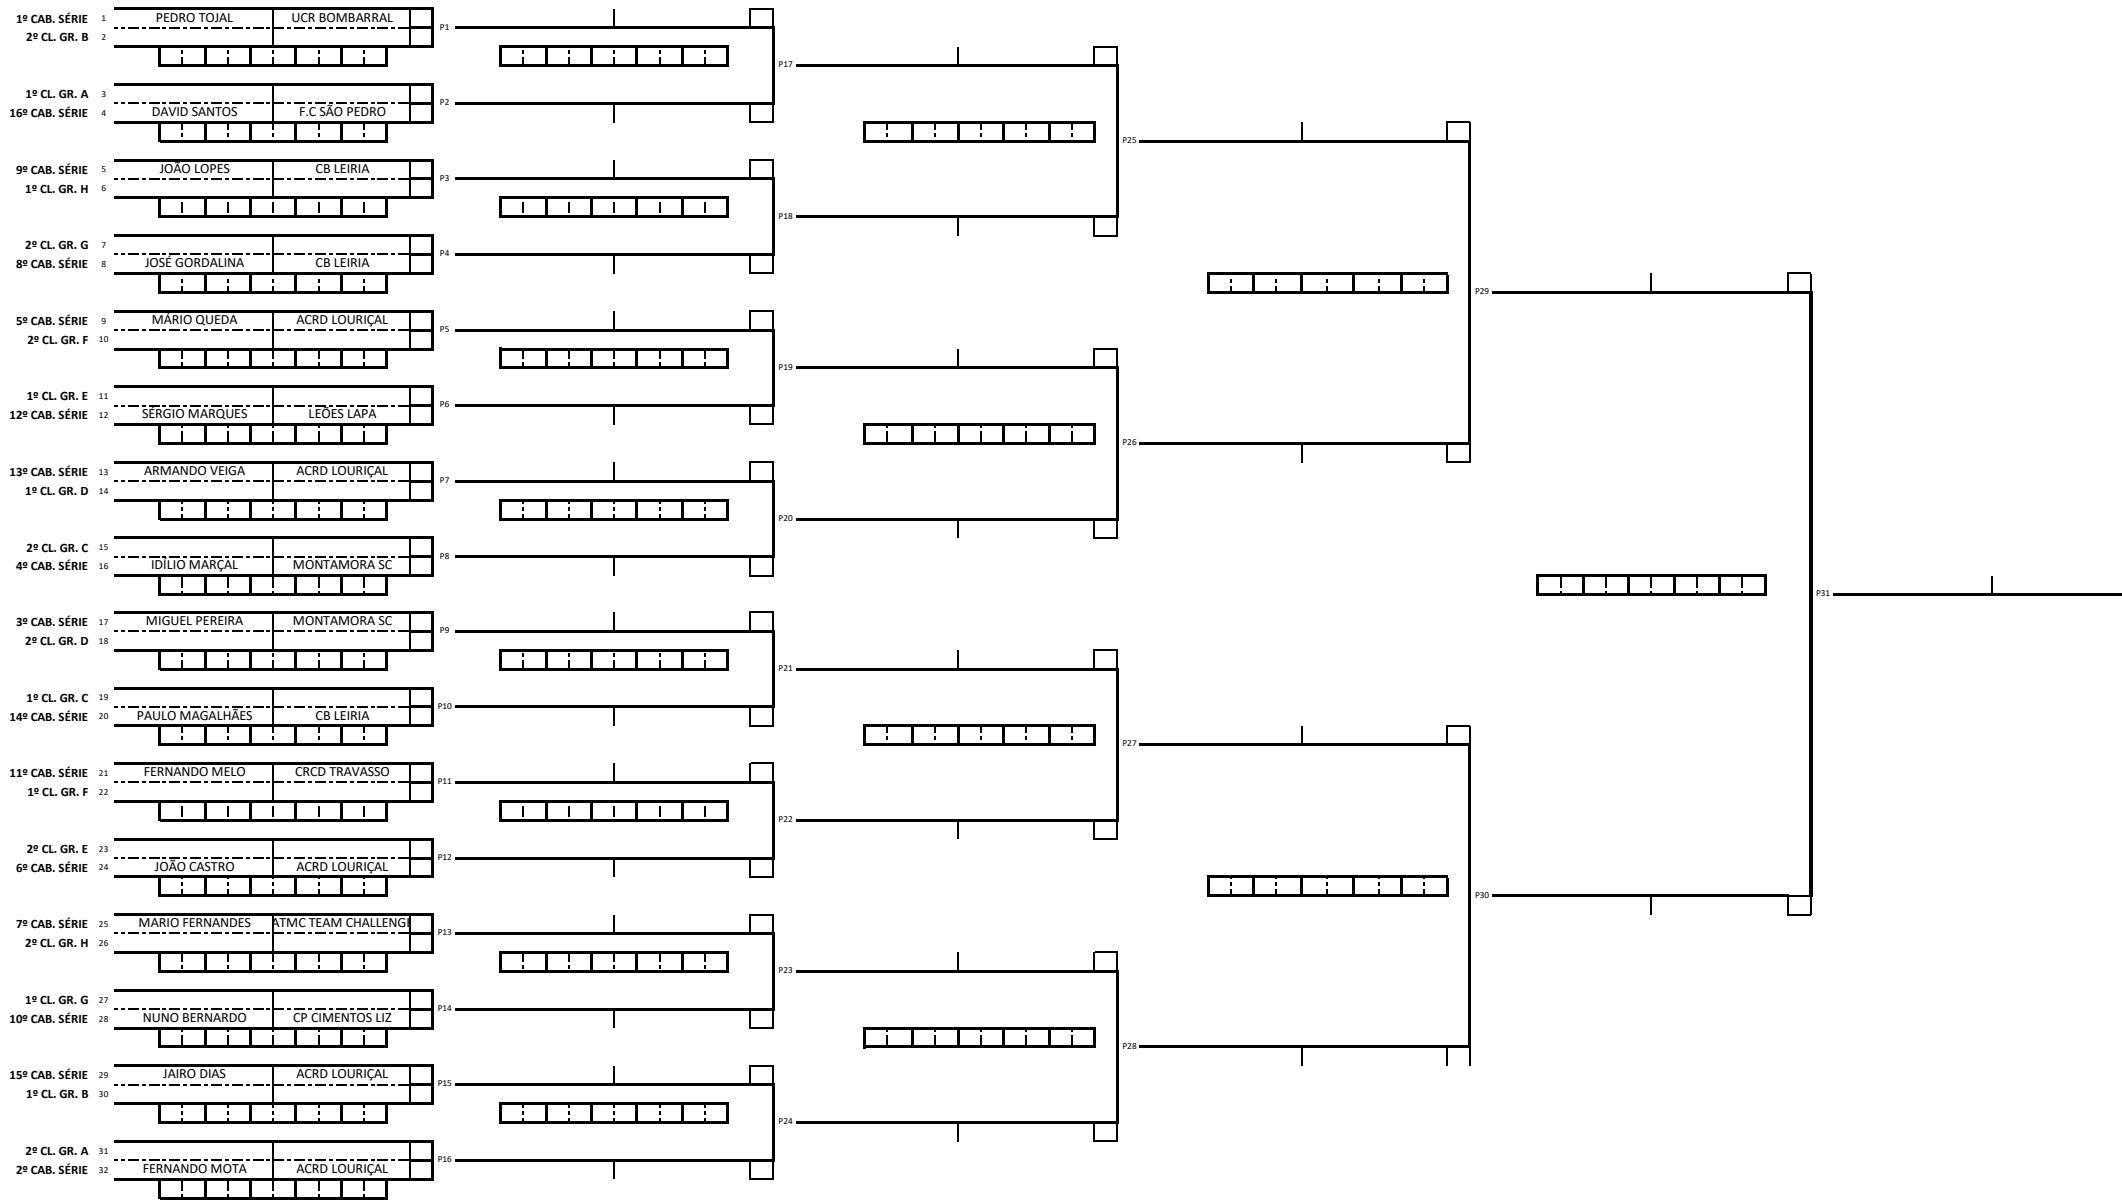 1º CAB. SÉRIE 1 PEDRO TOJAL UCR BOMBARRAL
P1
2º CL. GR. B 2
P17
1º CL. GR. A 3
P2
16º CAB. SÉRIE 4 DAVID SANTOS F.C SÃO PEDRO
P25
9º CAB. SÉRIE 5 JOÃO LOPES CB LEIRIA
P3
1º CL. GR. H 6
P18
2º CL. GR. G 7
P4
8º CAB. SÉRIE 8 JOSÉ GORDALINA CB LEIRIA
P29
5º CAB. SÉRIE 9 MÁRIO QUEDA ACRD LOURIÇAL
P5
2º CL. GR. F 10
P19
1º CL. GR. E 11
P6
12º CAB. SÉRIE 12 SÉRGIO MARQUES LEÕES LAPA
P26
13º CAB. SÉRIE 13 ARMANDO VEIGA ACRD LOURIÇAL
P7
1º CL. GR. D 14
P20
2º CL. GR. C 15
P8
4º CAB. SÉRIE 16 IDÍLIO MARÇAL MONTAMORA SC
P31
3º CAB. SÉRIE 17 MIGUEL PEREIRA MONTAMORA SC
P9
2º CL. GR. D 18
P21
1º CL. GR. C 19
P10
14º CAB. SÉRIE 20 PAULO MAGALHÃES CB LEIRIA
P27
11º CAB. SÉRIE 21 FERNANDO MELO CRCD TRAVASSO
P11
1º CL. GR. F 22
P22
2º CL. GR. E 23
P12
6º CAB. SÉRIE 24 JOÃO CASTRO ACRD LOURIÇAL
P30
7º CAB. SÉRIE 25 MARIO FERNANDES ATMC TEAM CHALLENGE
P13
2º CL. GR. H 26
P23
1º CL. GR. G 27
P14
10º CAB. SÉRIE 28 NUNO BERNARDO CP CIMENTOS LIZ
P28
15º CAB. SÉRIE 29 JAIRO DIAS ACRD LOURIÇAL
P15
1º CL. GR. B 30
P24
2º CL. GR. A 31
P16
2º CAB. SÉRIE 32 FERNANDO MOTA ACRD LOURIÇAL